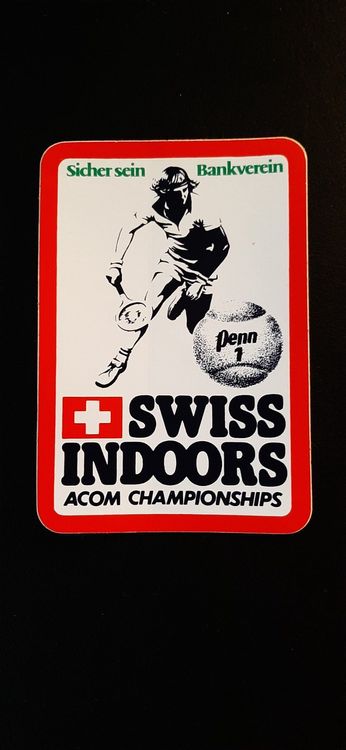 Sicher sein Bankverein
Penn
1
SWISS
INDOORS
ACOM CHAMPIONSHIPS